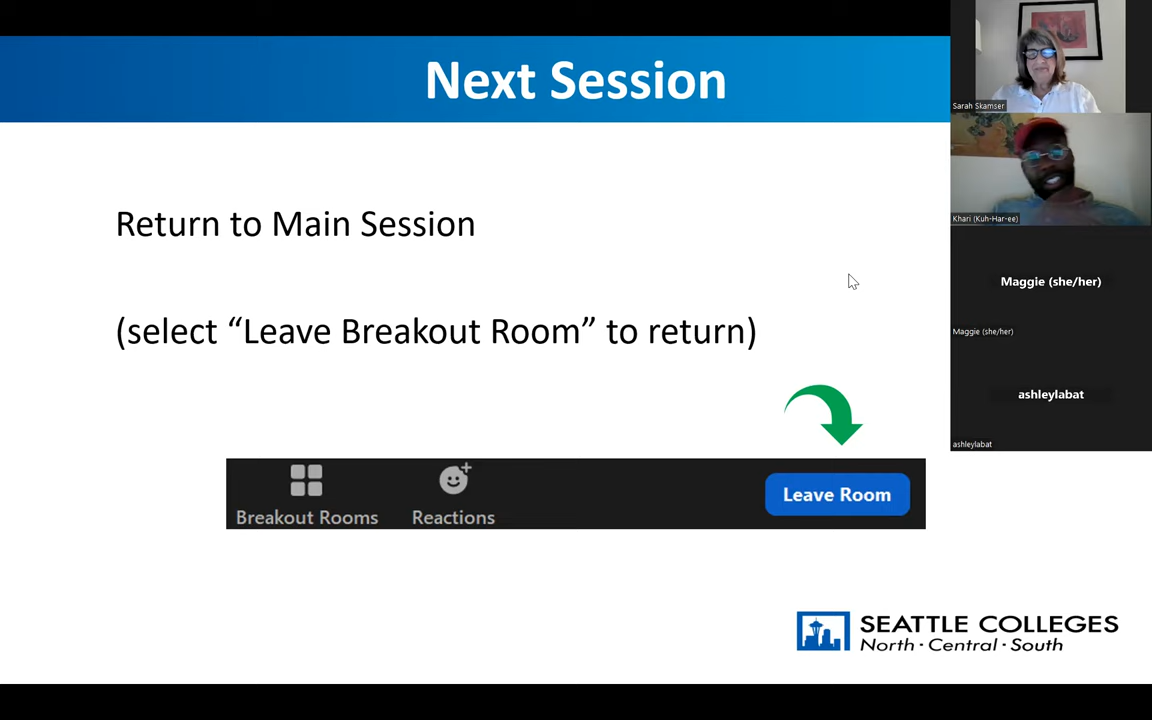 Next Session
Return to Main Session
(select “Leave Breakout Room” to return)
Breakout Rooms
Reactions
Leave Room
SEATTLE COLLEGES
North · Central · South
Sarah Skamser
Khari (Kuh-Har-ee)
Maggie (she/her)
Maggie (she/her)
ashleylabat
ashleylabat